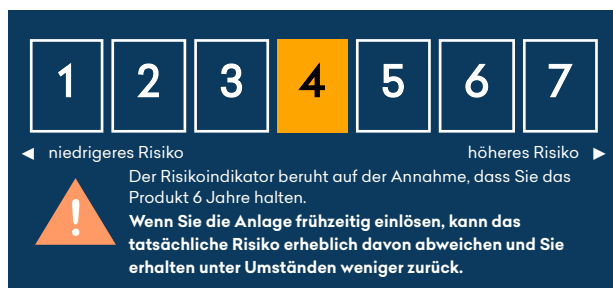 1 2 3 4 5 6 7
◄ niedrigeres Risiko höheres Risiko ►
Der Risikoindikator beruht auf der Annahme, dass Sie das
Produkt 6 Jahre halten.
!
Wenn Sie die Anlage frühzeitig einlösen, kann das
tatsächliche Risiko erheblich davon abweichen und Sie
erhalten unter Umständen weniger zurück.